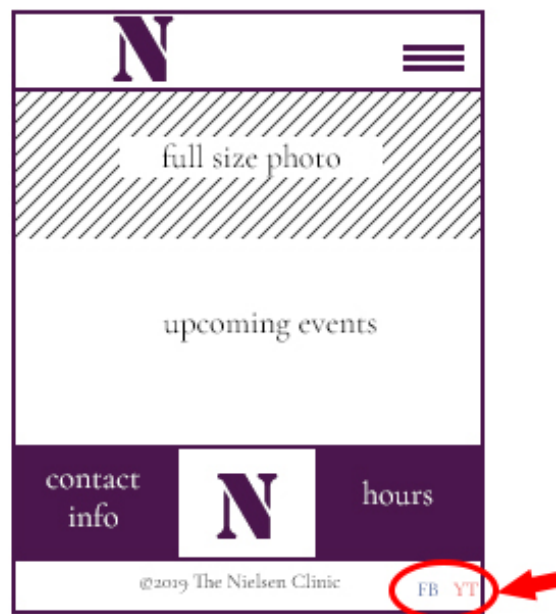 N
full size photo
upcoming events
contact
info
N
hours
©2019 The Nielsen Clinic
FB YT